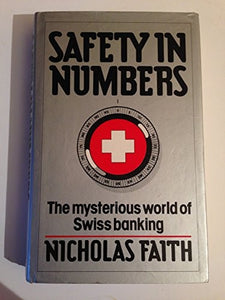 SAFETY IN
NUMBERS
The mysterious world of
Swiss banking
NICHOLAS FAITH